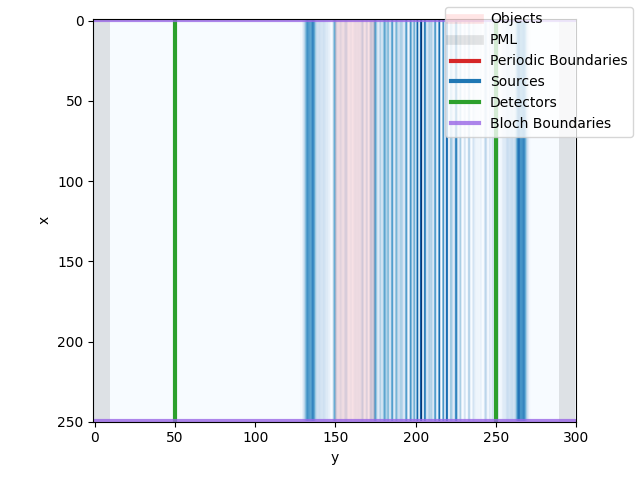 Objects
PML
Periodic Boundaries
Sources
Detectors
Bloch Boundaries
0
50
100
150
200
250
x
0
50
100
150
200
250
300
y